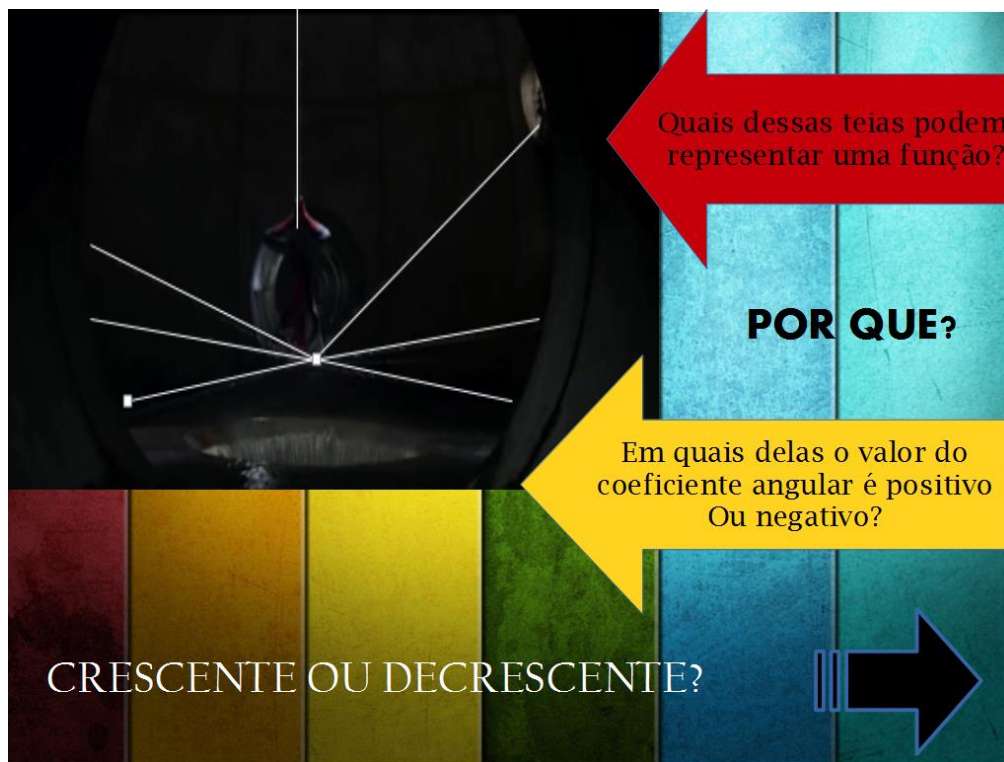 Quais dessas teias podem
representar uma função?
POR QUE?
Em quais delas o valor do
coeficiente angular é positivo
Ou negativo?
CRESCENTE OU DECRESCENTE?